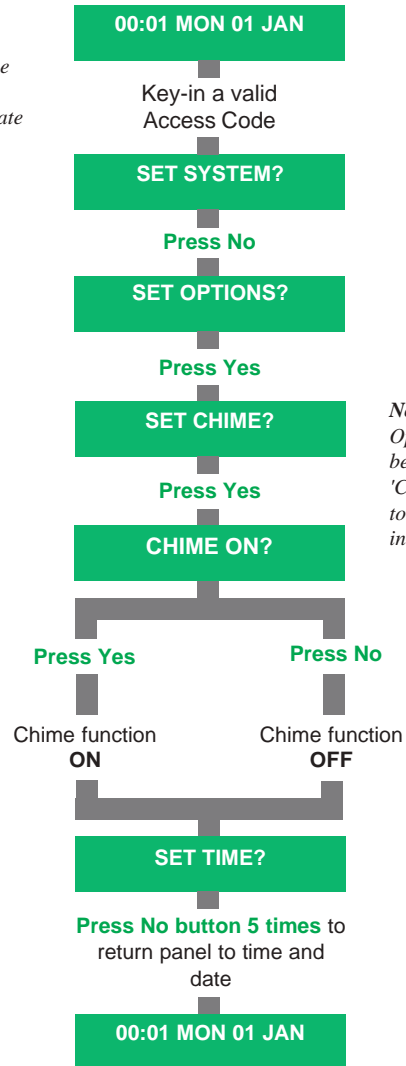 00:01 MON 01 JAN
ate
Key-in a valid
Access Code
SET SYSTEM?
Press No
SET OPTIONS?
Press Yes
SET CHIME?
Press Yes
CHIME ON?
Press Yes
Press No
Chime function
ON
Chime function
OFF
SET TIME?
Press No button 5 times to
return panel to time and
date
00:01 MON 01 JAN